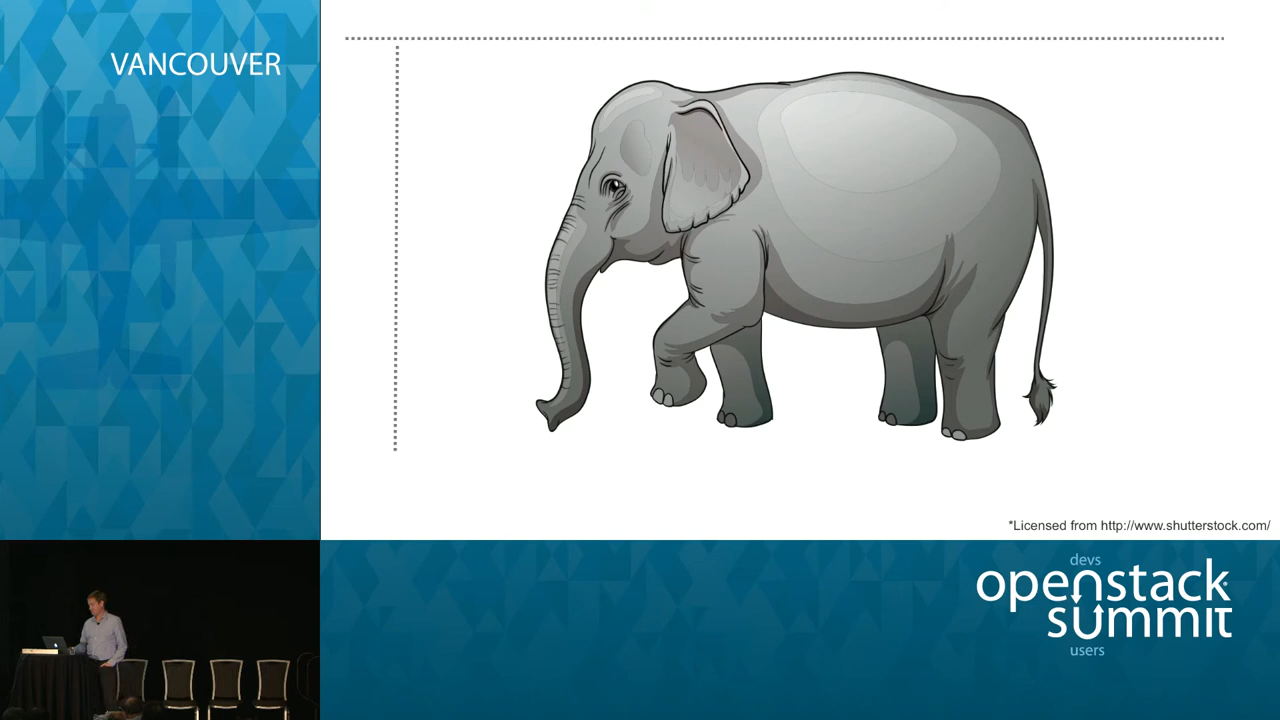 VANCOUVER
*Licensed from http://www.shutterstock.com/
devs
openstack
summit
users